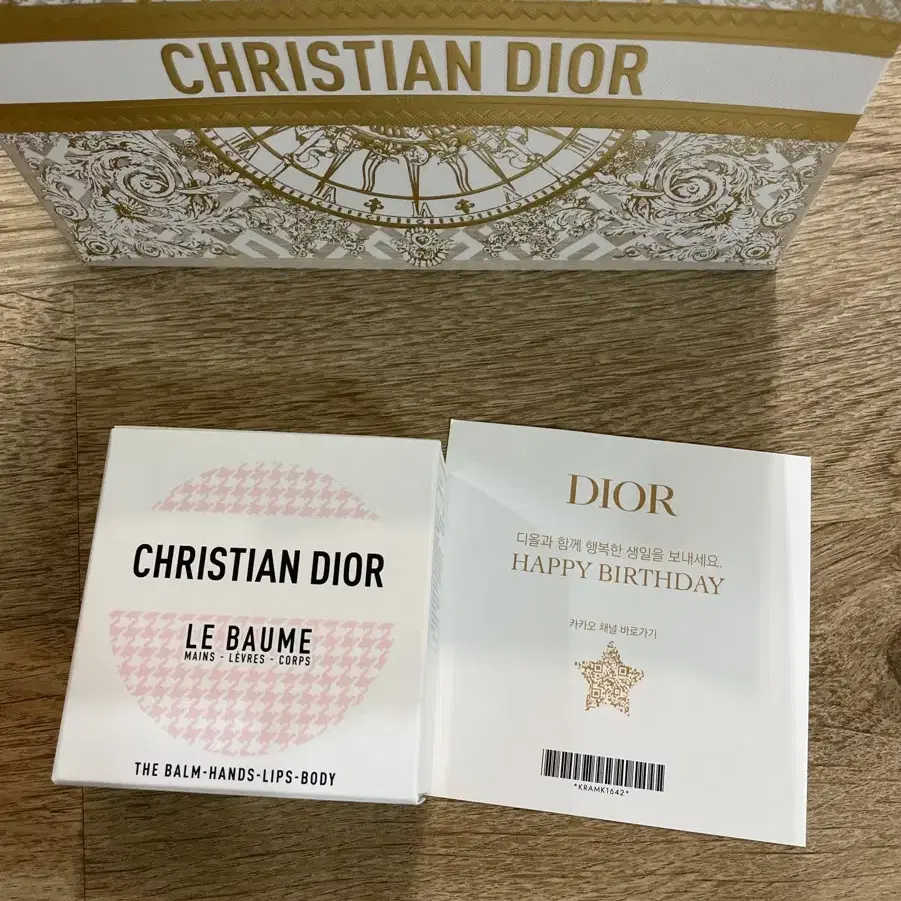 CHRISTIAN DIOR
CHRISTIAN DIOR
LE BAUME
MAINS - LÈVRES - CORPS
THE BALM-HANDS-LIPS-BODY
DIOR
디올과 함께 행복한 생일을 보내세요.
HAPPY BIRTHDAY
카카오 채널 바로가기
*KRAMK1642*